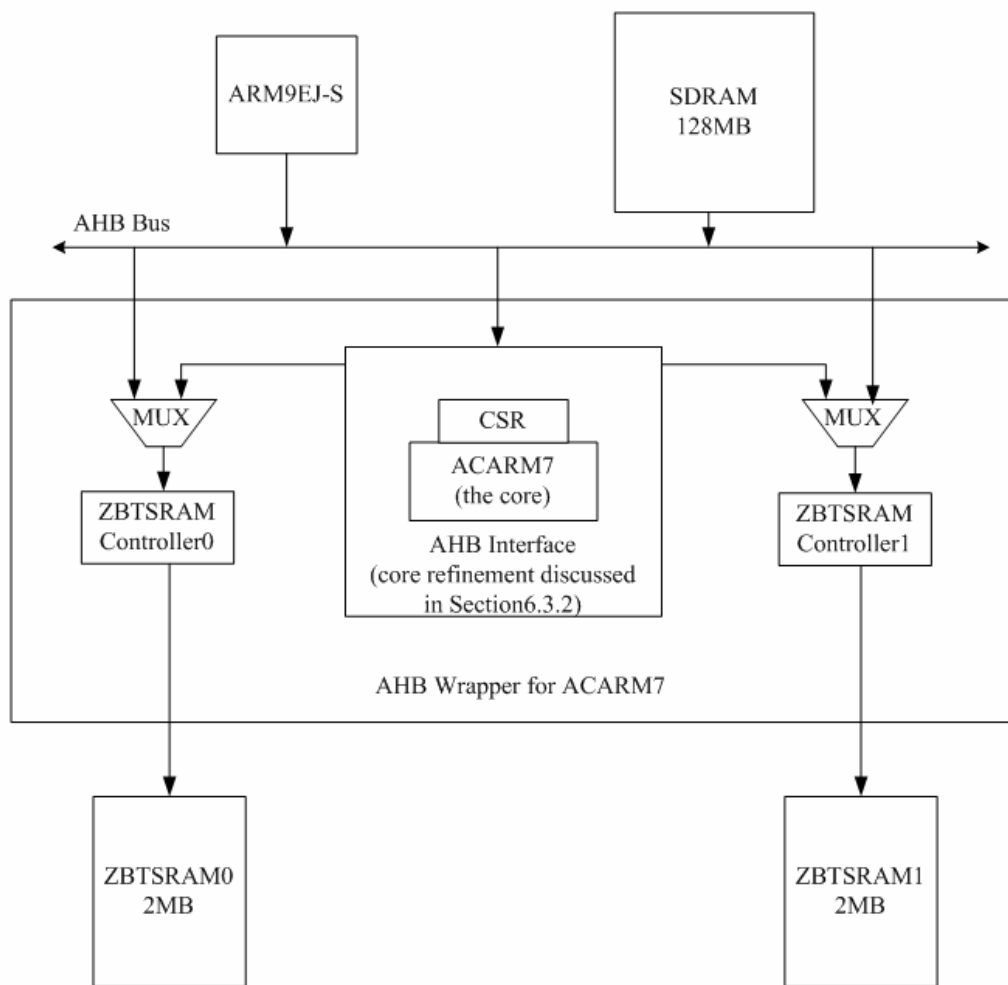 ARM9EJ-S
SDRAM
128MB
AHB Bus
MUX
MUX
CSR
ACARM7
(the core)
ZBTSRAM
Controller0
ZBTSRAM
Controller1
AHB Interface
(core refinement discussed
in Section6.3.2)
AHB Wrapper for ACARM7
ZBTSRAM0
2MB
ZBTSRAM1
2MB